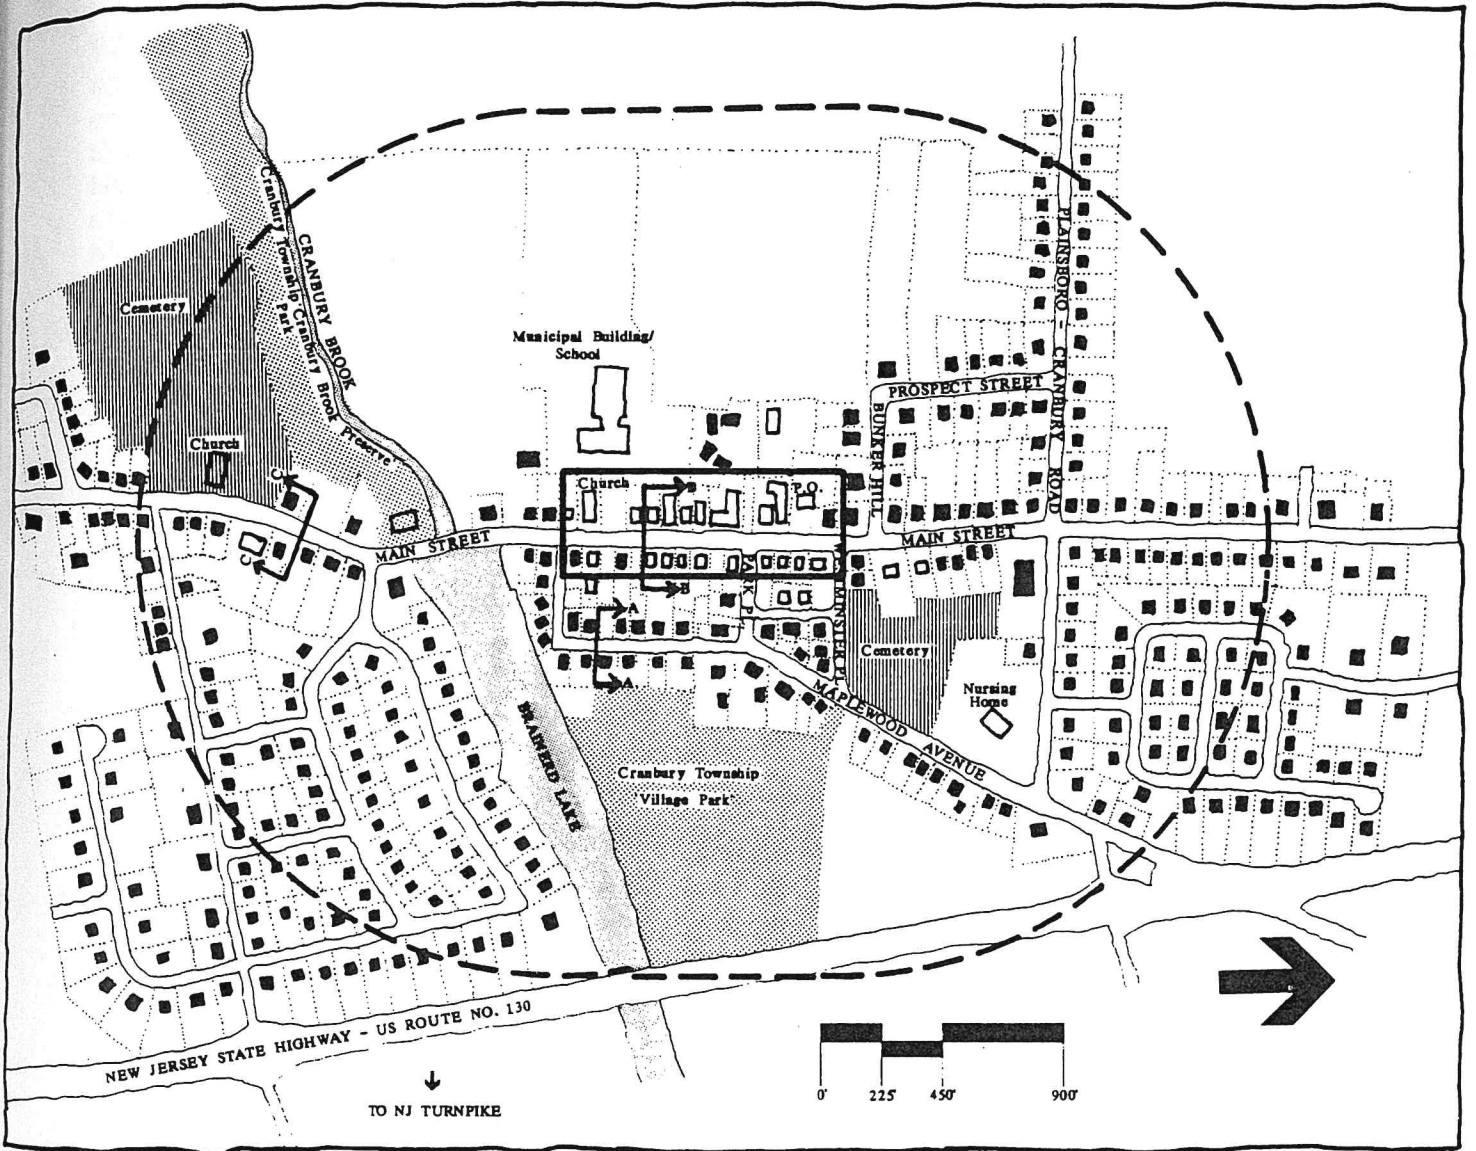 CRANBURY BROOK
Cranbury Township Cranbury Brook Preserve
Park
Cemetery
Church
C
C
Municipal Building/
School
PLAINSBORO - CRANBURY ROAD
PROSPECT STREET
BUNKER HILL
Church
B
P.O.
MAIN STREET
MAIN STREET
PARK PL
B
A
A
Cemetery
Nursing
Home
MAPLEWOOD AVENUE
BRAINERD LAKE
Cranbury Township
Village Park
NEW JERSEY STATE HIGHWAY - US ROUTE NO. 130
TO NJ TURNPIKE
0' 225' 450' 900'